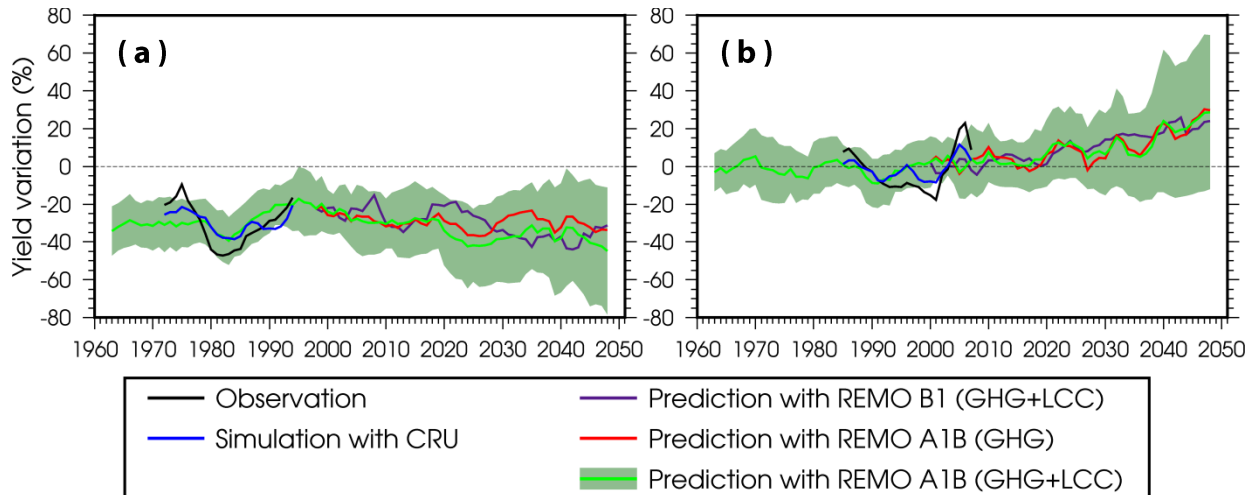 ( a )
( b )
Yield variation (%)
80
60
40
20
0
-20
-40
-60
-80
1960 1970 1980 1990 2000 2010 2020 2030 2040 2050
80
60
40
20
0
-20
-40
-60
-80
1960 1970 1980 1990 2000 2010 2020 2030 2040 2050
Observation
Simulation with CRU
Prediction with REMO B1 (GHG+LCC)
Prediction with REMO A1B (GHG)
Prediction with REMO A1B (GHG+LCC)